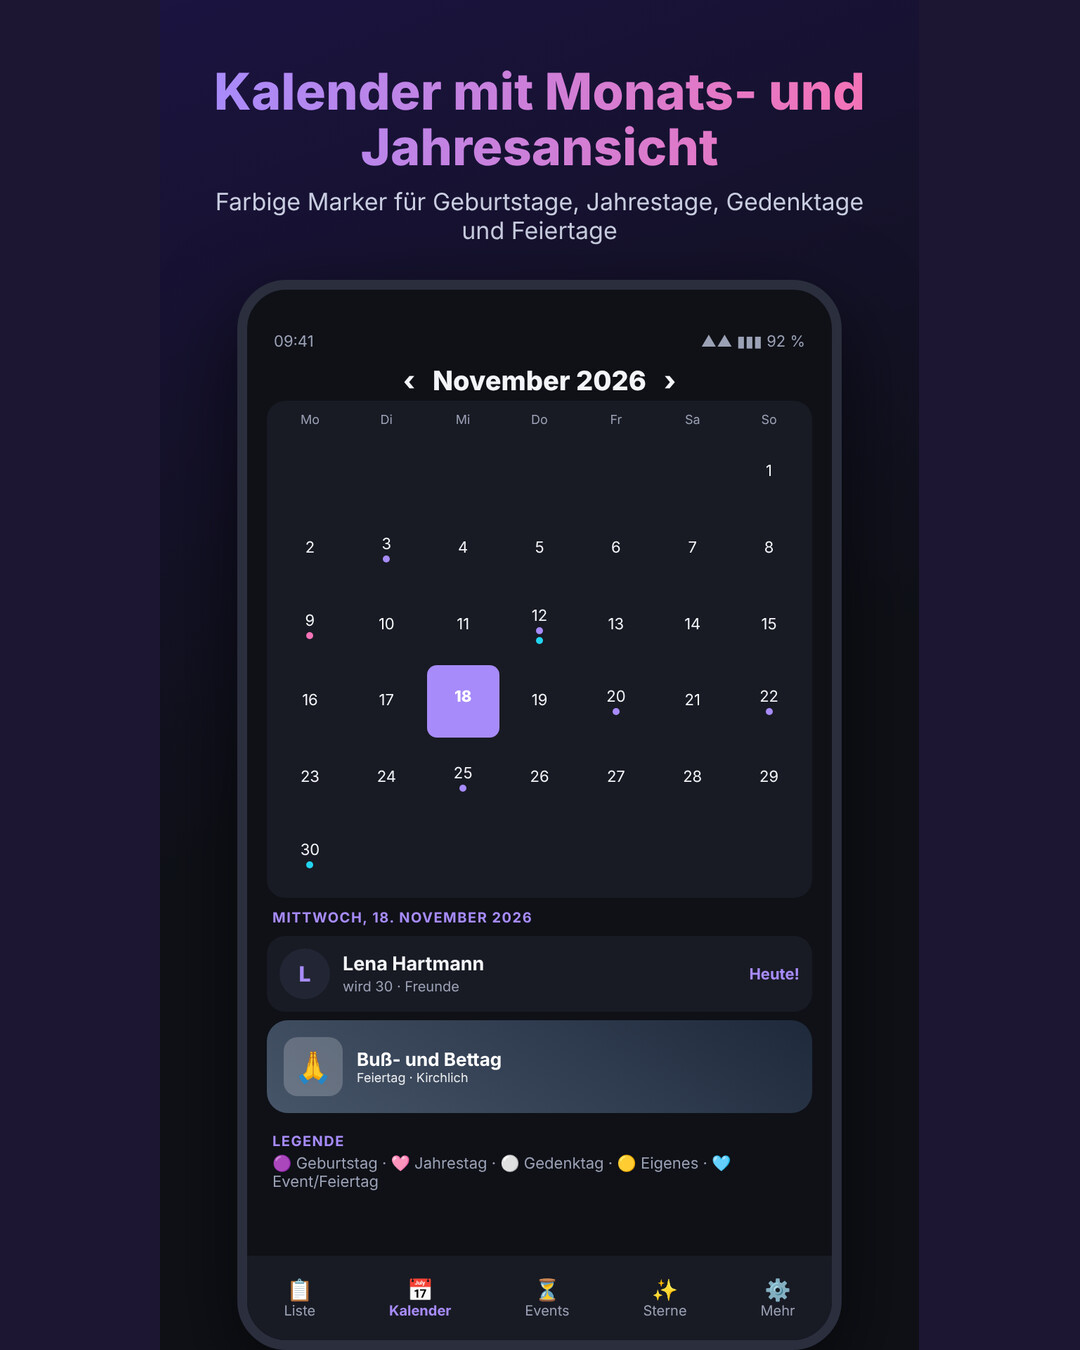 Kalender mit Monats- und
Jahresansicht
Farbige Marker für Geburtstage, Jahrestage, Gedenktage
und Feiertage
09:41 92 %
‹ November 2026 ›
Mo Di Mi Do Fr Sa So
1
2 3 4 5 6 7 8
9 10 11 12 13 14 15
16 17 18 19 20 21 22
23 24 25 26 27 28 29
30
MITTWOCH, 18. NOVEMBER 2026
L
Lena Hartmann
wird 30 · Freunde
Heute!
Buß- und Bettag
Feiertag · Kirchlich
LEGENDE
🟣 Geburtstag · 🩷 Jahrestag · ⚪ Gedenktag · 🟡 Eigenes · 🩵
Event/Feiertag
Liste Kalender Events Sterne Mehr